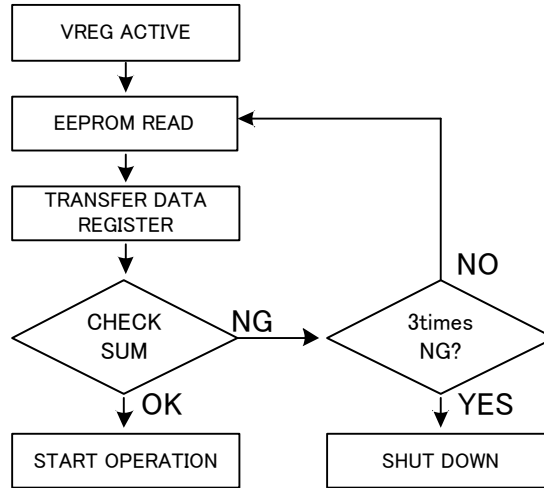 VREG ACTIVE
EEPROM READ
TRANSFER DATA
REGISTER
NO
CHECK
SUM
NG
3times
NG?
OK
YES
START OPERATION
SHUT DOWN